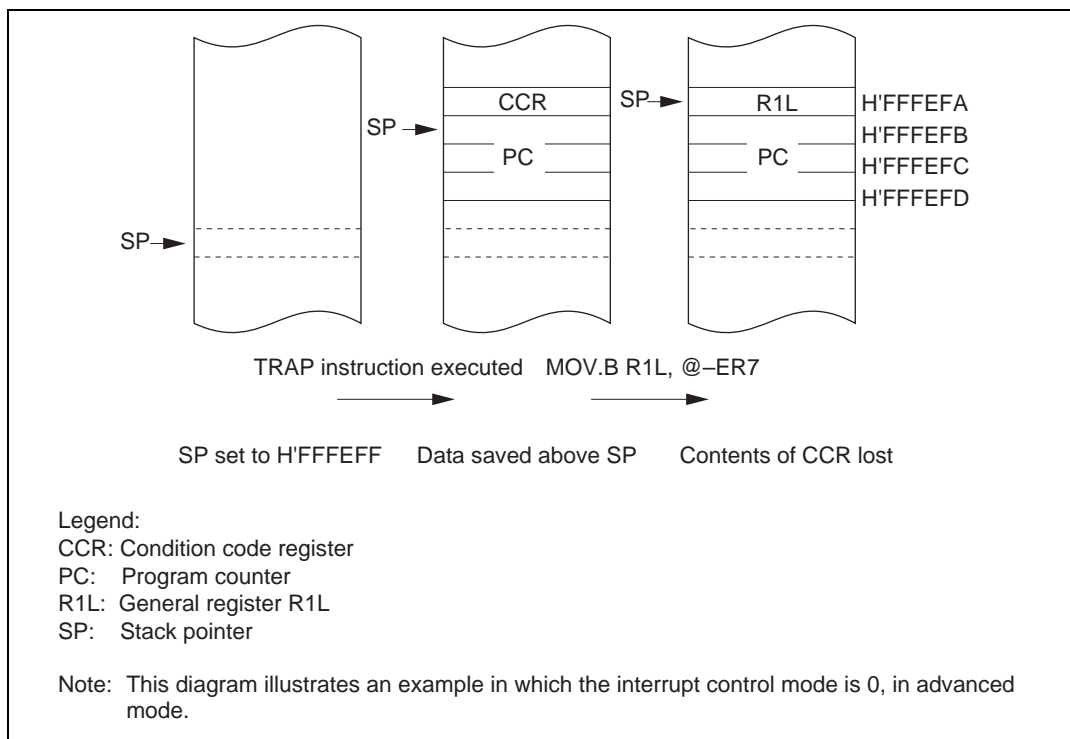 CCR
SP
R1L
H'FFFEFA
SP
H'FFFEFB
PC
PC
H'FFFEFC
H'FFFEFD
SP
TRAP instruction executed
MOV.B R1L, @–ER7
SP set to H'FFFEFF
Data saved above SP
Contents of CCR lost
Legend:
CCR: Condition code register
PC: Program counter
R1L: General register R1L
SP: Stack pointer
Note: This diagram illustrates an example in which the interrupt control mode is 0, in advanced
mode.